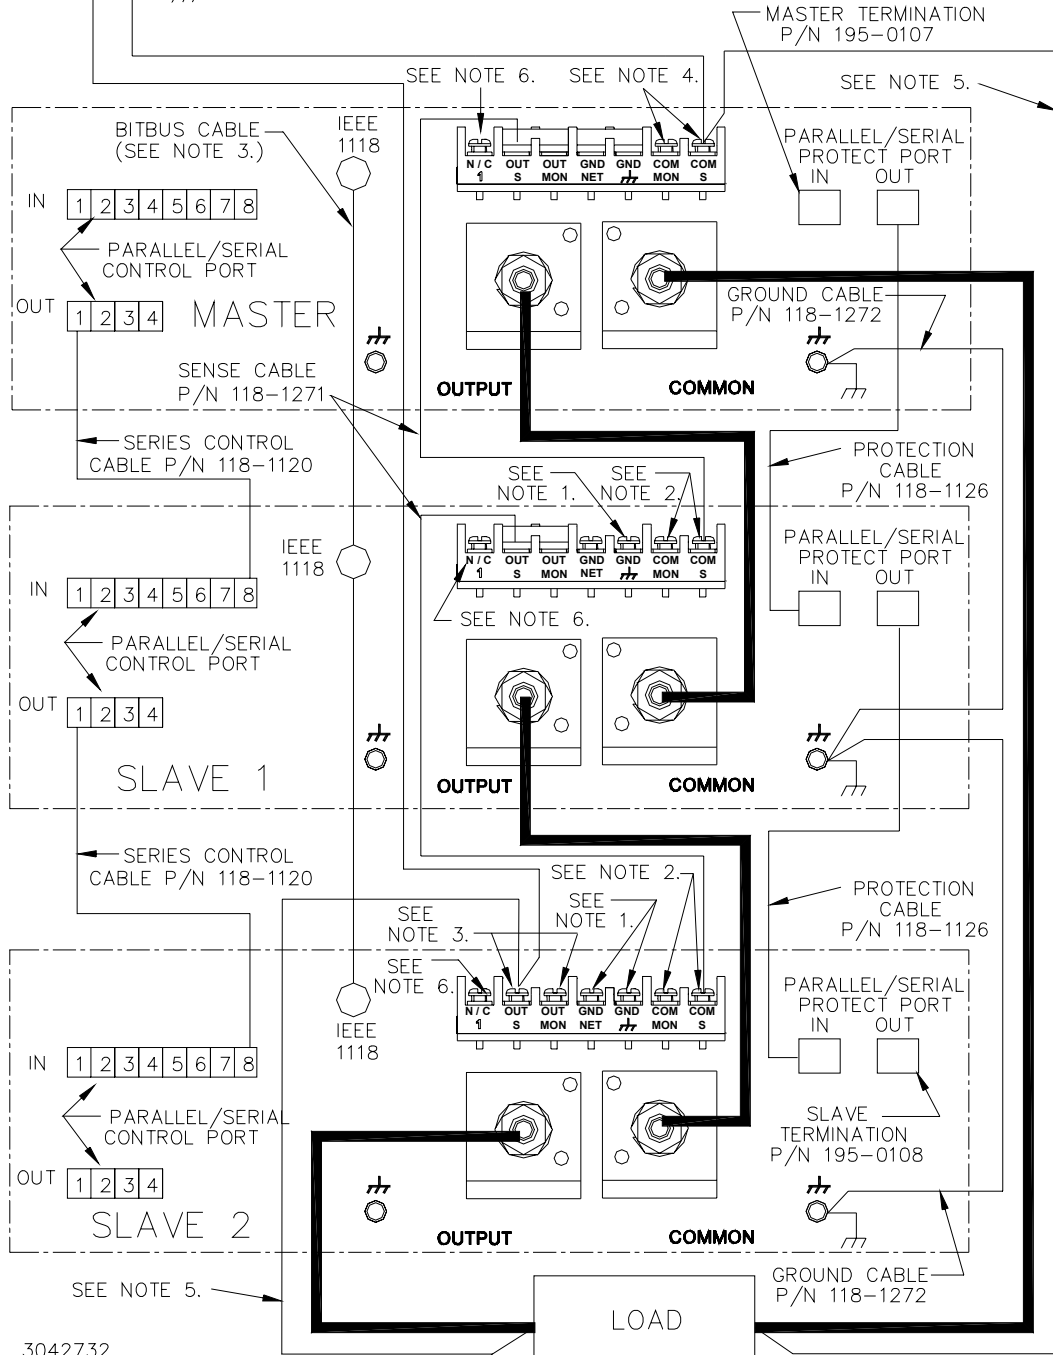 MASTER TERMINATION
P/N 195-0107
SEE NOTE 6.
SEE NOTE 4.
SEE NOTE 5.
BITBUS CABLE
(SEE NOTE 3.)
IEEE
1118
N / C OUT OUT GND GND COM COM
1 S MON NET MON S
PARALLEL/SERIAL
PROTECT PORT
IN OUT
IN 1 2 3 4 5 6 7 8
PARALLEL/SERIAL
CONTROL PORT
OUT 1 2 3 4
MASTER
GROUND CABLE
P/N 118-1272
SENSE CABLE
P/N 118-1271
OUTPUT
COMMON
SERIES CONTROL
CABLE P/N 118-1120
SEE
NOTE 1.
SEE
NOTE 2.
PROTECTION
CABLE
P/N 118-1126
IEEE
1118
N / C OUT OUT GND GND COM COM
1 S MON NET MON S
PARALLEL/SERIAL
PROTECT PORT
IN OUT
IN 1 2 3 4 5 6 7 8
SEE NOTE 6.
PARALLEL/SERIAL
CONTROL PORT
OUT 1 2 3 4
SLAVE 1
OUTPUT
COMMON
SERIES CONTROL
CABLE P/N 118-1120
SEE NOTE 2.
SEE
NOTE 1.
SEE
NOTE 3.
PROTECTION
CABLE
P/N 118-1126
SEE
NOTE 6.
N / C OUT OUT GND GND COM COM
1 S MON NET MON S
PARALLEL/SERIAL
PROTECT PORT
IN OUT
IEEE
1118
IN 1 2 3 4 5 6 7 8
PARALLEL/SERIAL
CONTROL PORT
SLAVE
TERMINATION
P/N 195-0108
OUT 1 2 3 4
SLAVE 2
OUTPUT
COMMON
SEE NOTE 5.
GROUND CABLE
P/N 118-1272
LOAD
3042732